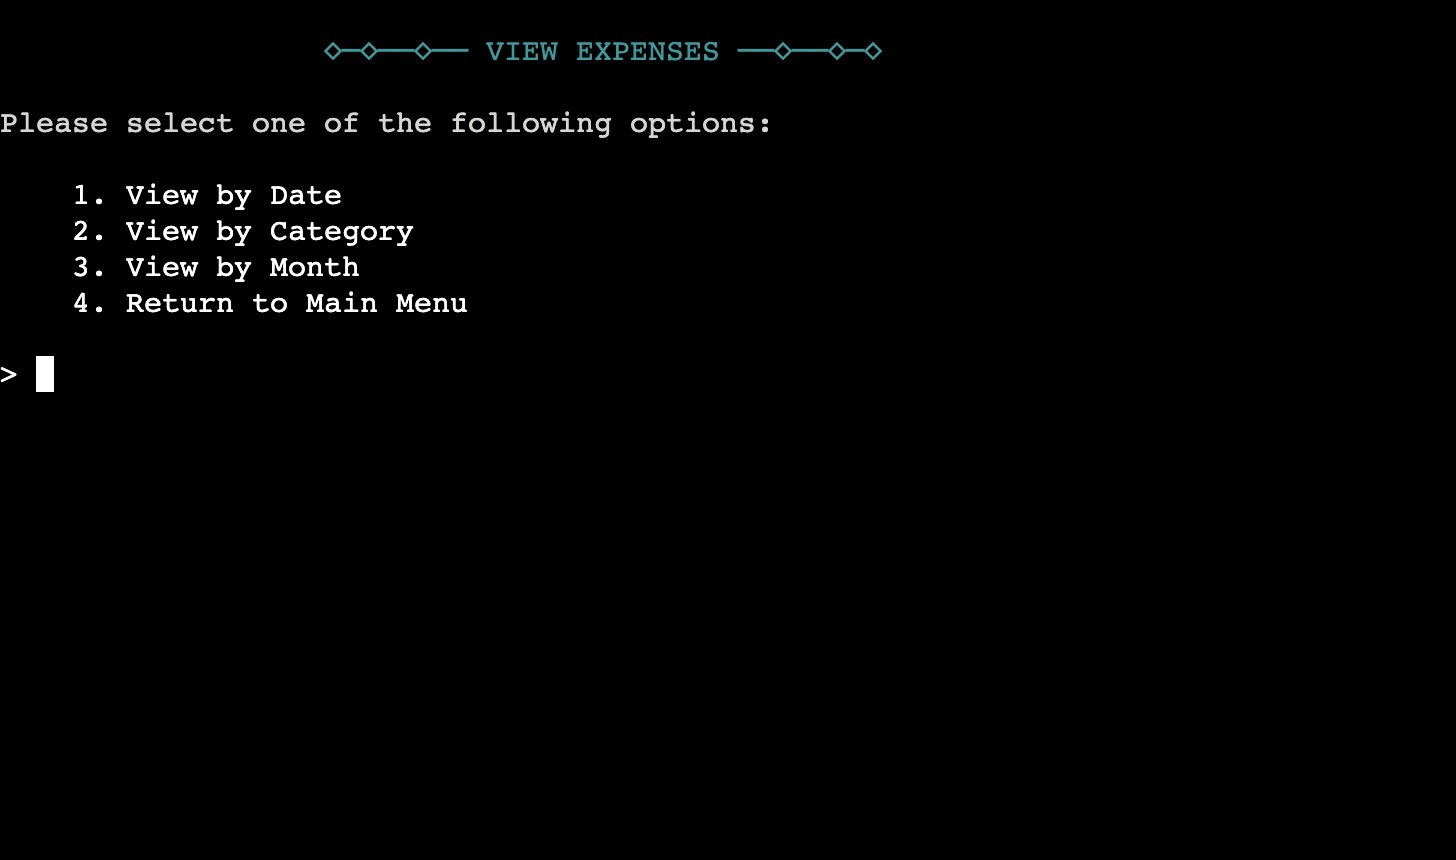 ◇─◇──◇── VIEW EXPENSES ──◇──◇─◇
Please select one of the following options:
1. View by Date
2. View by Category
3. View by Month
4. Return to Main Menu
>